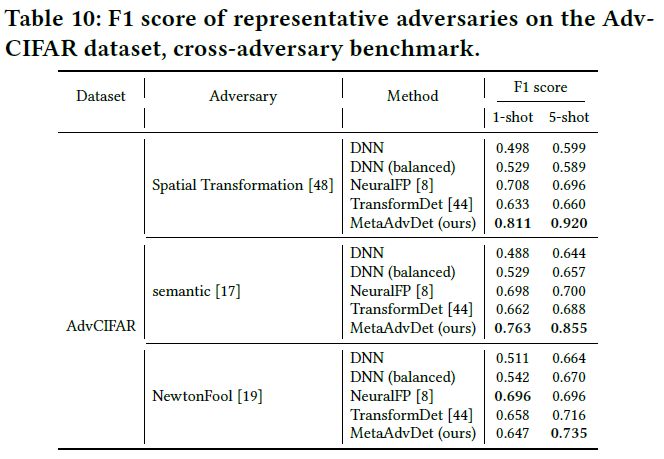 Table 10: F1 score of representative adversaries on the Adv-
CIFAR dataset, cross-adversary benchmark.
Dataset Adversary Method F1 score
1-shot 5-shot
AdvCIFAR
Spatial Transformation [48]
DNN 0.498 0.599
DNN (balanced) 0.529 0.589
NeuralFP [8] 0.708 0.696
TransformDet [44] 0.633 0.660
MetaAdvDet (ours) 0.811 0.920
semantic [17]
DNN 0.488 0.644
DNN (balanced) 0.529 0.657
NeuralFP [8] 0.698 0.700
TransformDet [44] 0.662 0.688
MetaAdvDet (ours) 0.763 0.855
NewtonFool [19]
DNN 0.511 0.664
DNN (balanced) 0.542 0.670
NeuralFP [8] 0.696 0.696
TransformDet [44] 0.658 0.716
MetaAdvDet (ours) 0.647 0.735